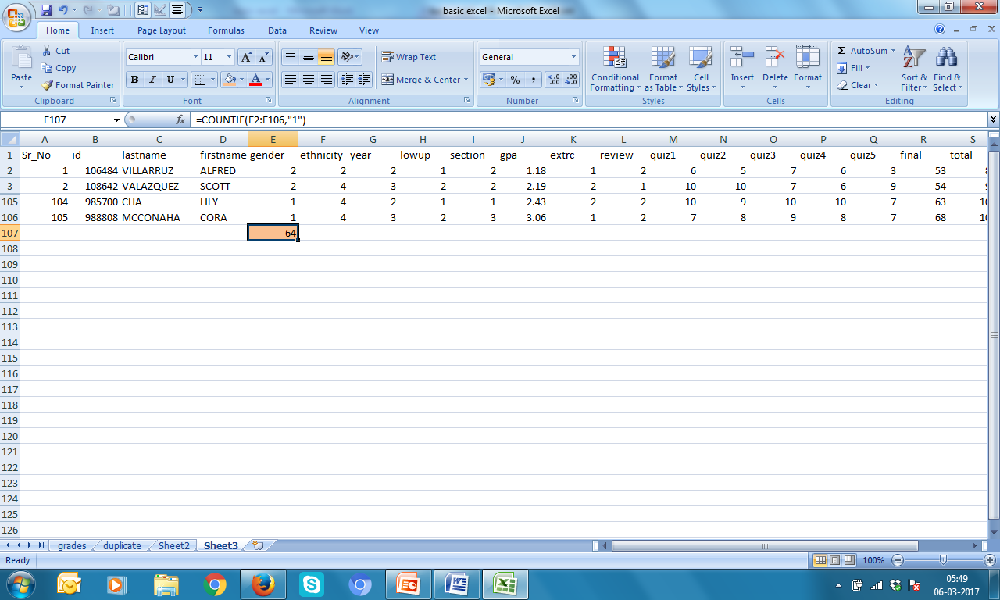 basic excel - Microsoft Excel
Home Insert Page Layout Formulas Data Review View
Paste
Cut
Copy
Format Painter
Clipboard
Calibri 11
B I U
Font
Wrap Text
Merge & Center
Alignment
General
% ,
Number
Conditional Formatting
Format as Table
Cell Styles
Styles
Insert Delete Format
Cells
Σ AutoSum
Fill
Clear
Sort & Filter
Find & Select
Editing
E107 fx =COUNTIF(E2:E106,"1")
A B C D E F G H I J K L M N O P Q R S
1 Sr_No id lastname firstname gender ethnicity year lowup section gpa extrc review quiz1 quiz2 quiz3 quiz4 quiz5 final total
2 1 106484 VILLARRUZ ALFRED 2 2 2 1 2 1.18 1 2 6 5 7 6 3 53
3 2 108642 VALAZQUEZ SCOTT 2 4 3 2 2 2.19 2 1 10 10 7 6 9 54
105 104 985700 CHA LILY 1 4 2 1 1 2.43 2 2 10 9 10 10 7 63 10
106 105 988808 MCCONAHA CORA 1 4 3 2 3 3.06 1 2 7 8 9 8 7 68 10
107 64
108
109
110
111
112
113
114
115
116
117
118
119
120
121
122
123
124
125
126
grades duplicate Sheet2 Sheet3
Ready 100%
05:49
06-03-2017